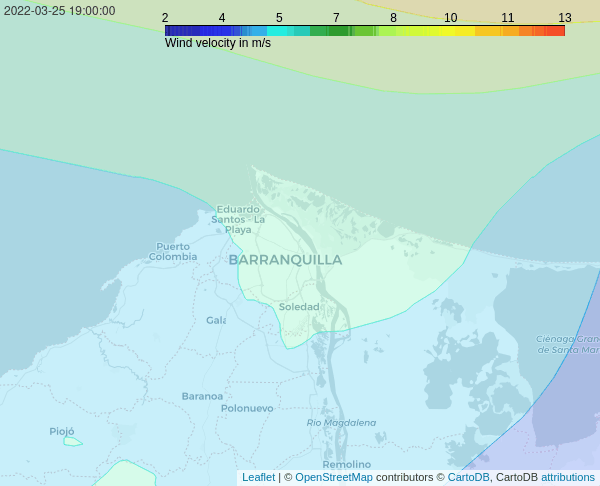 2022-03-25 19:00:00
2 4 5 7 8 10 11 13
Wind velocity in m/s
Eduardo
Santos - La
Playa
Puerto
Colombia
BARRANQUILLA
Soledad
Gala
Ciénaga Gran
de Santa Mar
Baranoa
Polonuevo
Río Magdalena
Piojó
Remolino
Leaflet | © OpenStreetMap contributors © CartoDB, CartoDB attributions